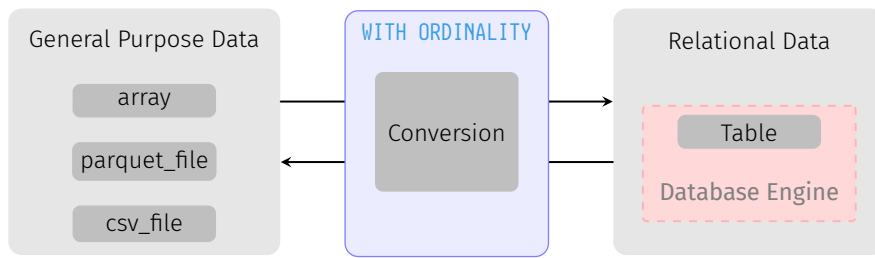 General Purpose Data
array
parquet_file
csv_file
WITH ORDINALITY
Conversion
Relational Data
Table
Database Engine